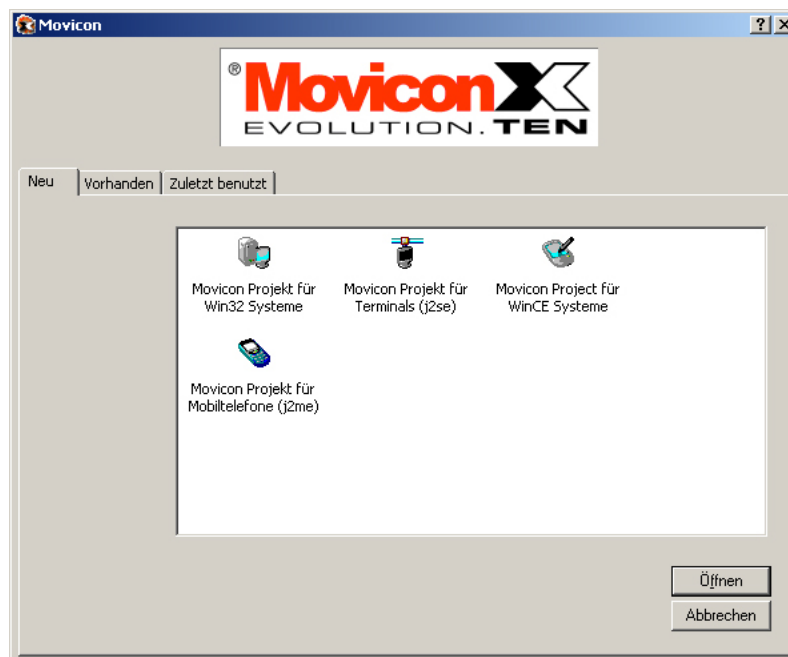 Movicon
® Movicon X
EVOLUTION.TEN
Neu
Vorhanden
Zuletzt benutzt
Movicon Projekt für
Win32 Systeme
Movicon Projekt für
Terminals (j2se)
Movicon Project für
WinCE Systeme
Movicon Projekt für
Mobiltelefone (j2me)
Öffnen
Abbrechen